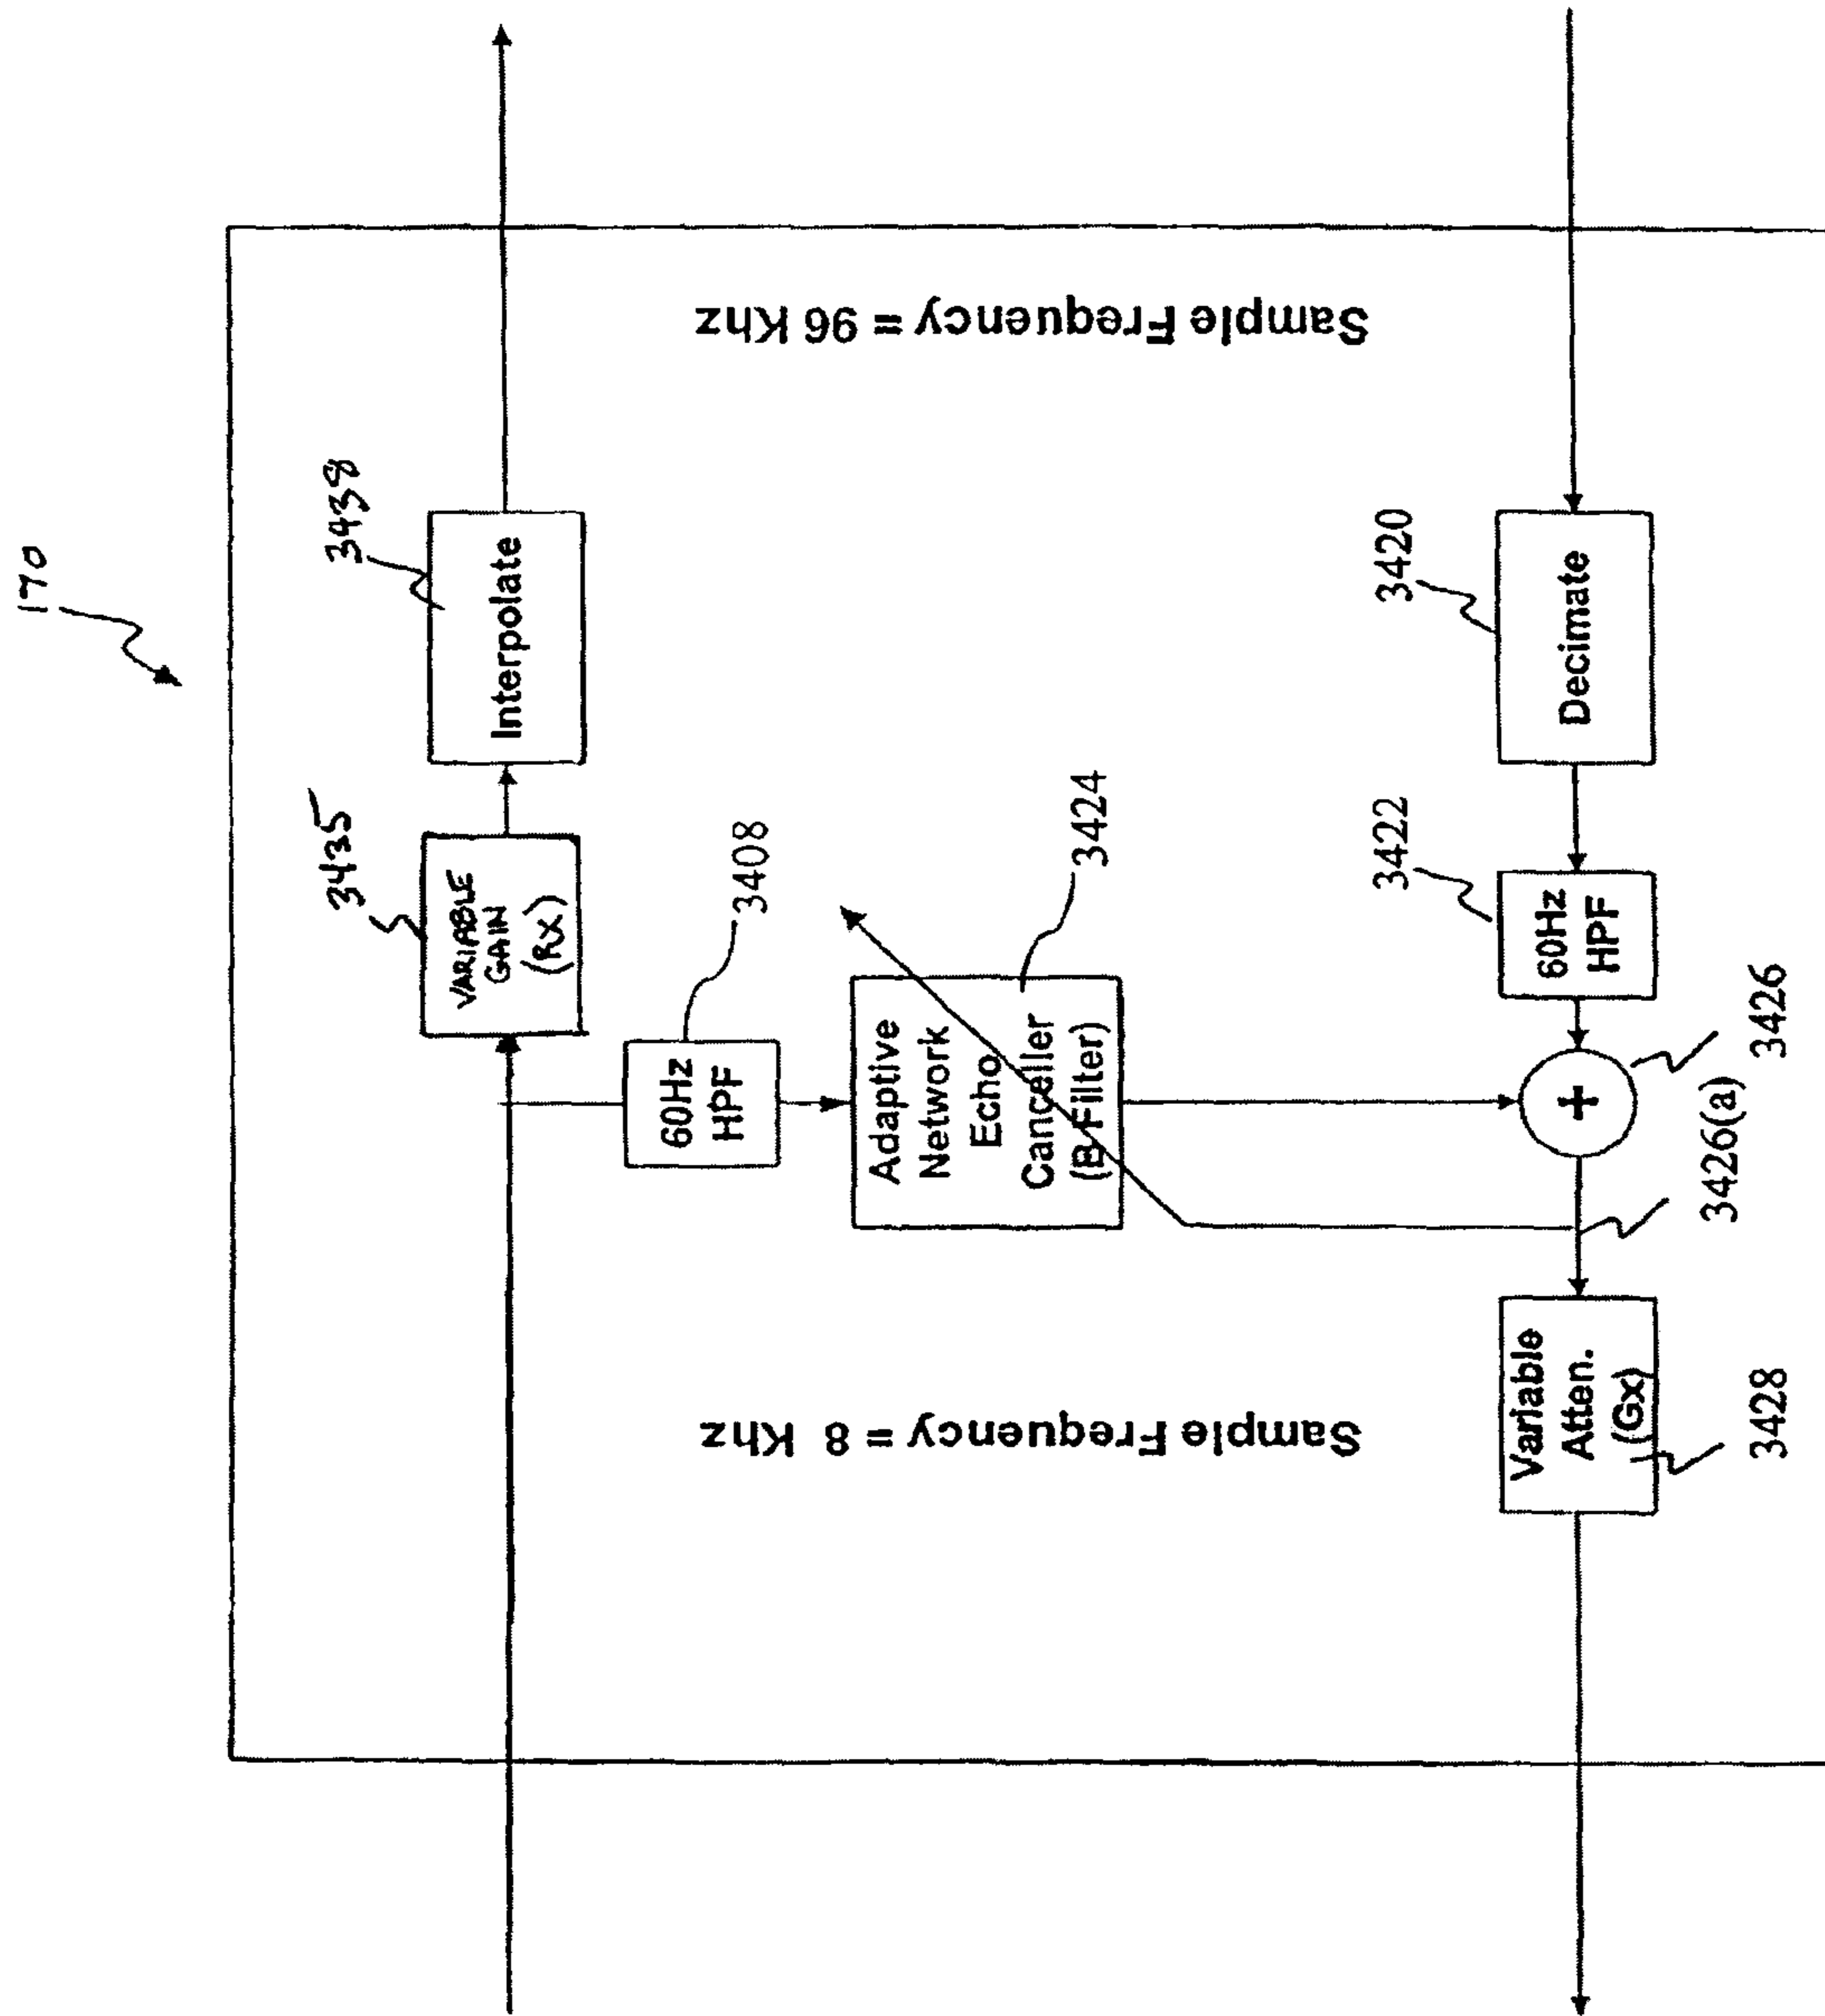 170
3435
3438
VARIABLE
GAIN
(RX)
Interpolate
60Hz
HPF
3408
Adaptive
Network
Echo
Canceller
(B Filter)
3424
Sample Frequency = 8 Khz
Sample Frequency = 96 Khz
3422
3420
Variable
Atten.
(Gx)
+
60Hz
HPF
Decimate
3428
3426(a)
3426